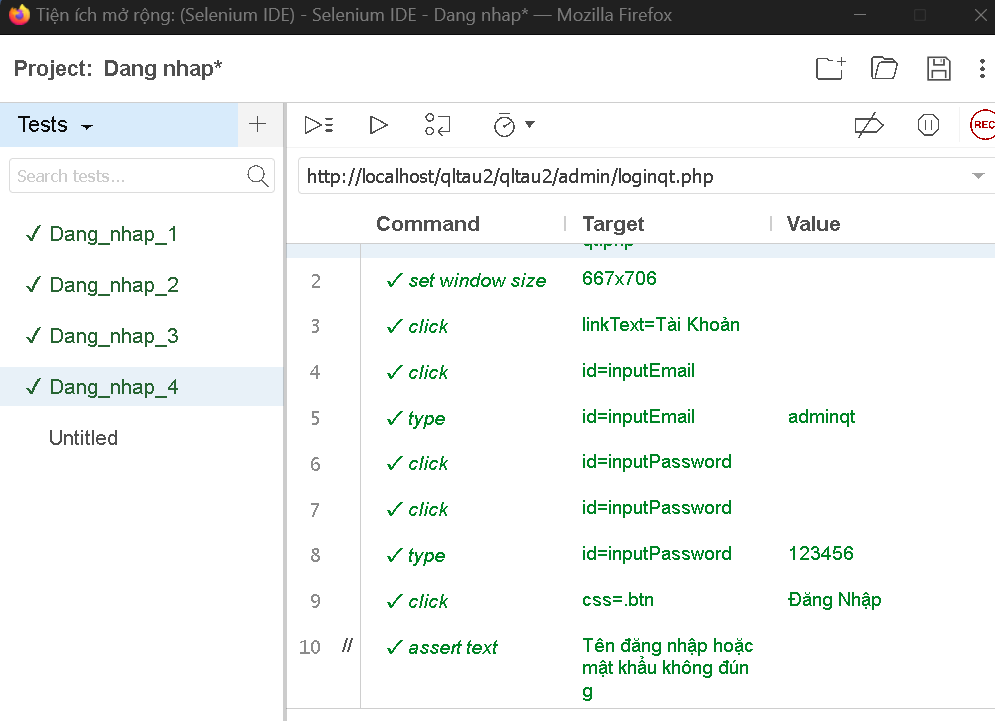 Tiện ích mở rộng: (Selenium IDE) - Selenium IDE - Dang nhap* — Mozilla Firefox
Project: Dang nhap*
Tests
REC
Search tests...
http://localhost/qltau2/qltau2/admin/loginqt.php
Command Target Value
✓ Dang_nhap_1
✓ Dang_nhap_2
✓ Dang_nhap_3
✓ Dang_nhap_4
Untitled
qt.php
2 ✓ set window size 667x706
3 ✓ click linkText=Tài Khoản
4 ✓ click id=inputEmail
5 ✓ type id=inputEmail adminqt
6 ✓ click id=inputPassword
7 ✓ click id=inputPassword
8 ✓ type id=inputPassword 123456
9 ✓ click css=.btn Đăng Nhập
10 // ✓ assert text Tên đăng nhập hoặc
mật khẩu không đún
g